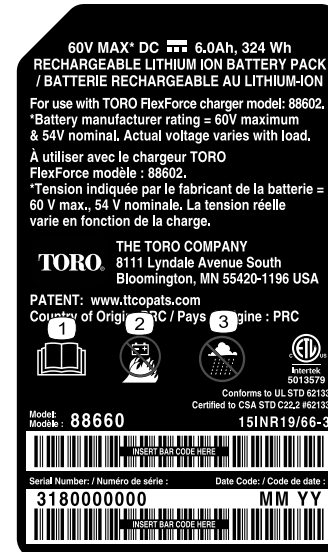 60V MAX* DC 6.0Ah, 324 Wh
RECHARGEABLE LITHIUM ION BATTERY PACK
/ BATTERIE RECHARGEABLE AU LITHIUM-ION
For use with TORO FlexForce charger model: 88602.
*Battery manufacturer rating = 60V maximum
& 54V nominal. Actual voltage varies with load.
À utiliser avec le chargeur TORO
FlexForce modèle : 88602.
*Tension indiquée par le fabricant de la batterie =
60 V max., 54 V nominale. La tension réelle
varie en fonction de la charge.
TORO.
THE TORO COMPANY
8111 Lyndale Avenue South
Bloomington, MN 55420-1196 USA
PATENT: www.ttcopats.com
Country of Origin PRC / Pays gine : PRC
1 2 3
ETL
c us
Intertek
5013579
Conforms to UL STD 62133
Certified to CSA STD C22,2 #62133
Model:
Modèle : 88660
15INR19/66-3
INSERT BAR CODE HERE
Serial Number: / Numéro de série : Date Code: / Code de date :
3180000000 MM YY
INSERT BAR CODE HERE